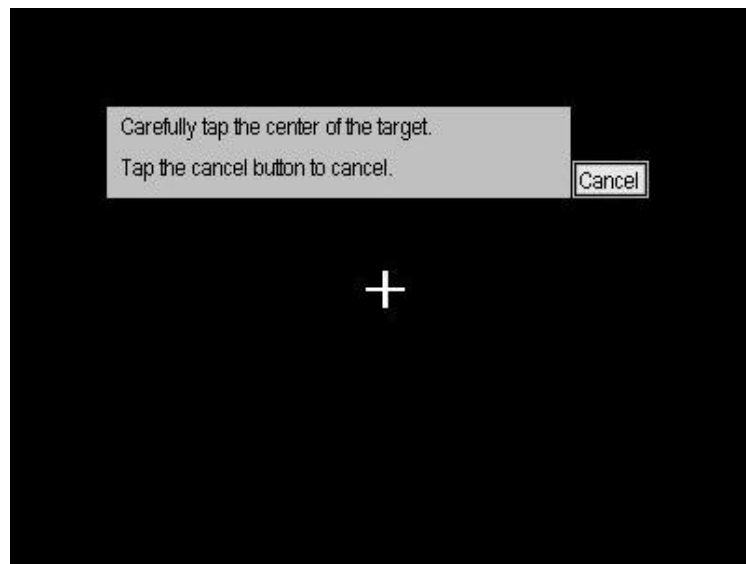 Carefully tap the center of the target.
Tap the cancel button to cancel.
Cancel